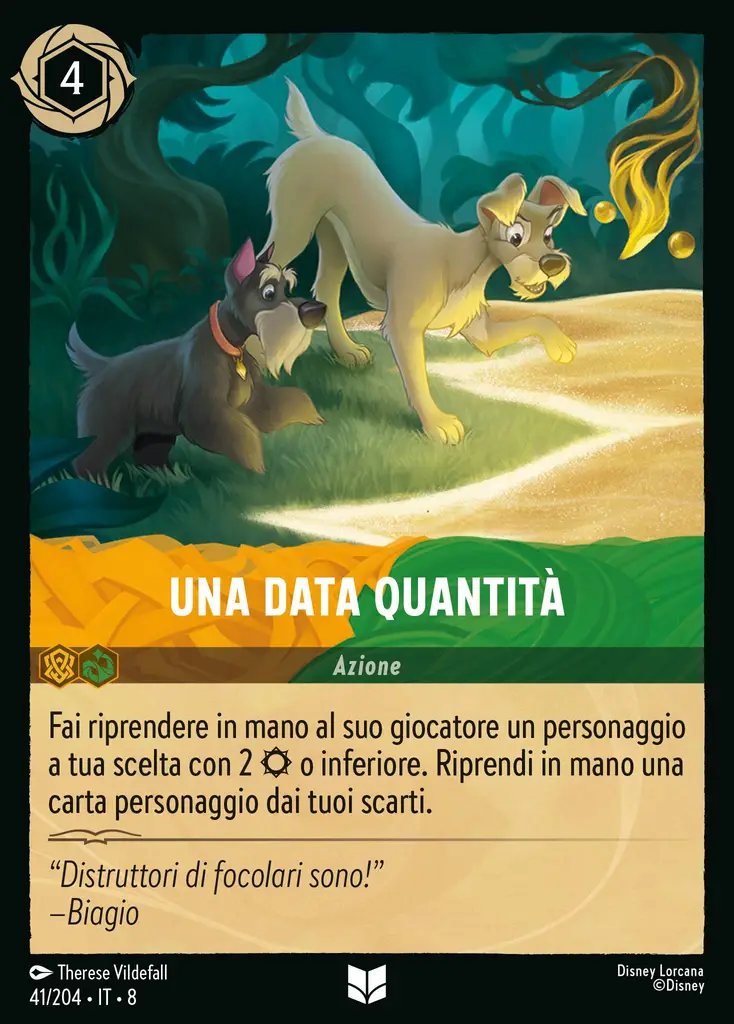 4
UNA DATA QUANTITÀ
Azione
Fai riprendere in mano al suo giocatore un personaggio
a tua scelta con 2 o inferiore. Riprendi in mano una
carta personaggio dai tuoi scarti.
“Distruttori di focolari sono!”
—Biagio
Therese Vildefall
41/204 • IT • 8
Disney Lorcana
©Disney